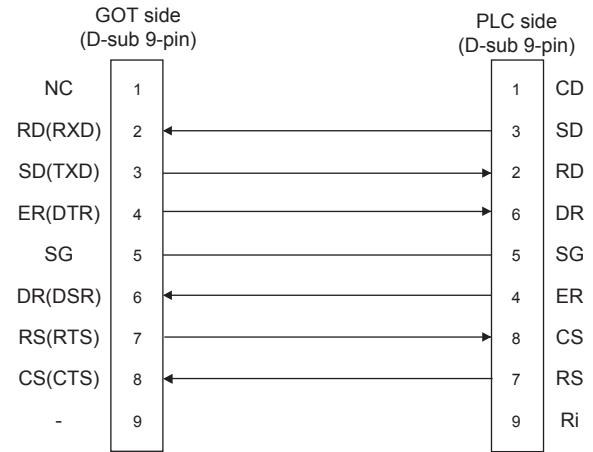 GOT side
(D-sub 9-pin)
PLC side
(D-sub 9-pin)
NC 1 1 CD
RD(RXD) 2 3 SD
SD(TXD) 3 2 RD
ER(DTR) 4 6 DR
SG 5 5 SG
DR(DSR) 6 4 ER
RS(RTS) 7 8 CS
CS(CTS) 8 7 RS
- 9 9 Ri